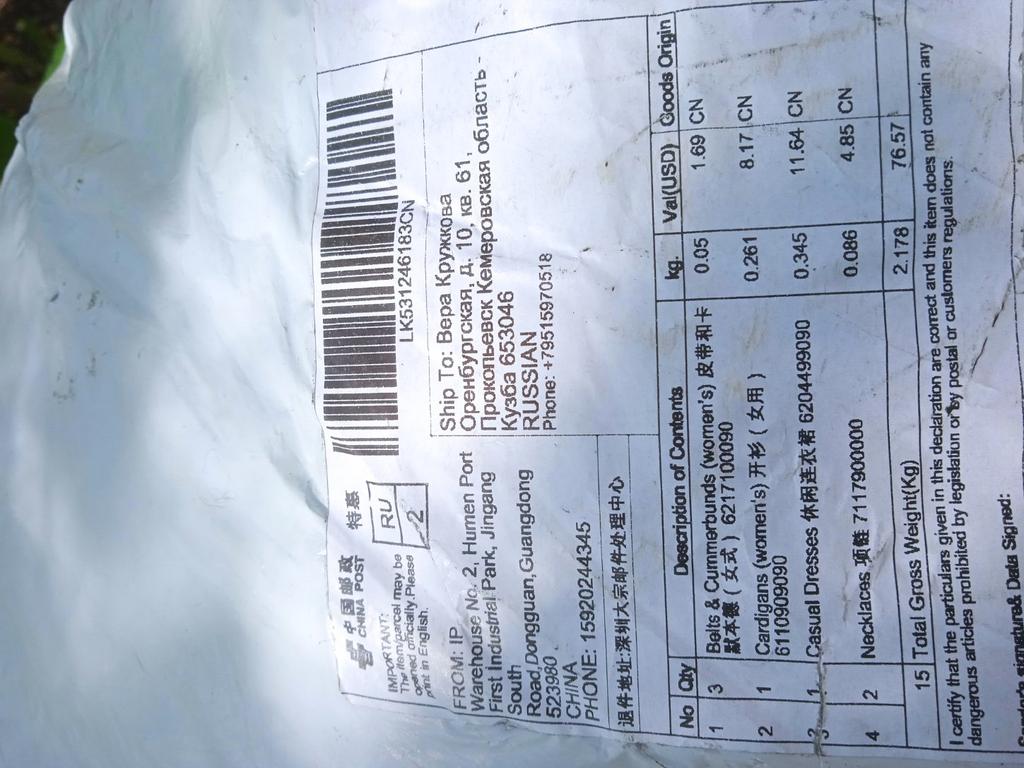 中国邮政 特惠
CHINA POST
RU
2
IMPORTANT:
The item/parcel may be
opened officially.Please
print in English.
LK531246183CN
FROM: IP
Warehouse No. 2, Humen Port
First Industrial Park, Jingang
South
Road,Dongguan,Guangdong
523980
CHINA
PHONE: 15920244345
Ship To: Вера Кружкова
Оренбургская, д. 10, кв. 61,
Прокопьевск Кемеровская область -
Кузба 653046
RUSSIAN
Phone: +79515970518
退件地址:深圳大宗邮件处理中心
No Qty Description of Contents kg. Val(USD) Goods Origin
1 3 Belts & Cummerbunds (women's) 皮带和卡 0.05 1.69 CN
默本德（女式）6217100090
2 1 Cardigans (women's) 开衫（女用） 0.261 8.17 CN
6110909090
3 1 Casual Dresses 休闲连衣裙 6204499090 0.345 11.64 CN
4 2 Necklaces 项链 7117900000 0.086 4.85 CN
15 Total Gross Weight(Kg) 2.178 76.57
I certify that the particulars given in this declaration are correct and this item does not contain any
dangerous articles prohibited by legislation or by postal or customers regulations.
signature& Data Signed: